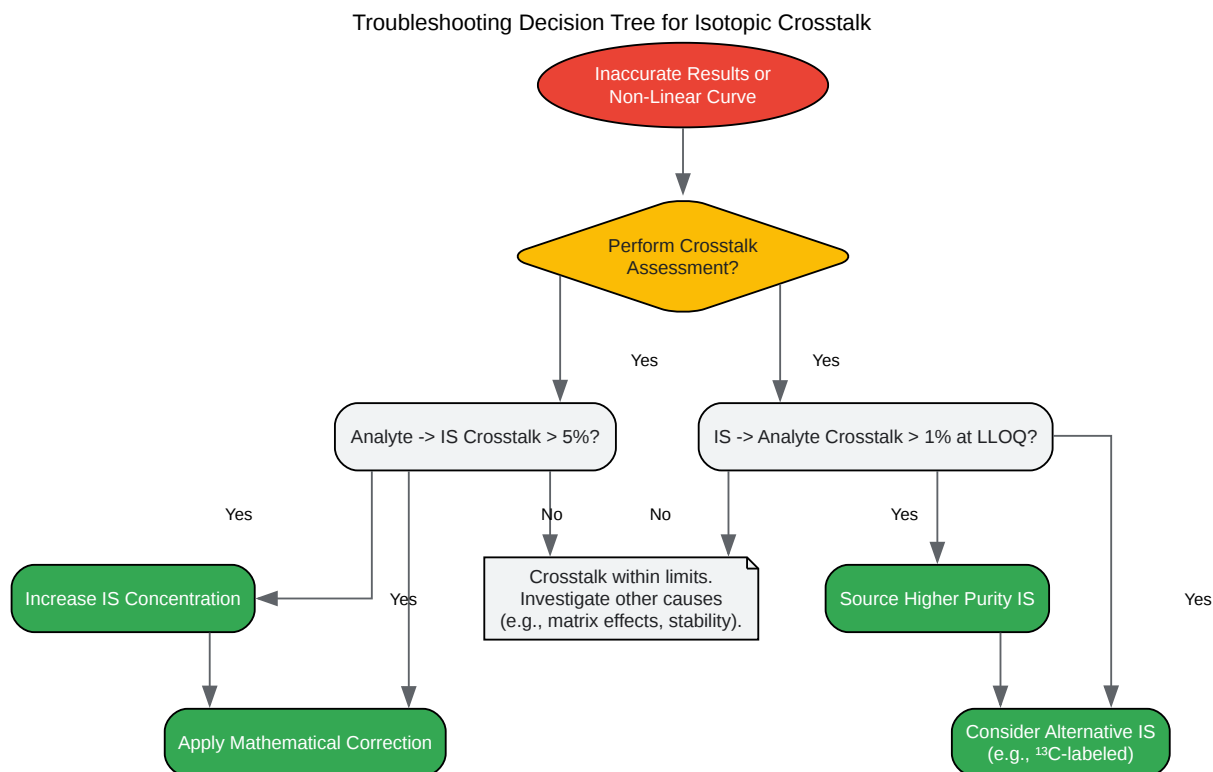 Troubleshooting Decision Tree for Isotopic Crosstalk
Inaccurate Results or
Non-Linear Curve
Perform Crosstalk
Assessment?
Yes
Yes
Analyte -> IS Crosstalk > 5%?
IS -> Analyte Crosstalk > 1% at LLOQ?
Yes
No
No
Yes
Increase IS Concentration
Yes
Crosstalk within limits.
Investigate other causes
(e.g., matrix effects, stability).
Source Higher Purity IS
Yes
Apply Mathematical Correction
Consider Alternative IS
(e.g., ¹³C-labeled)